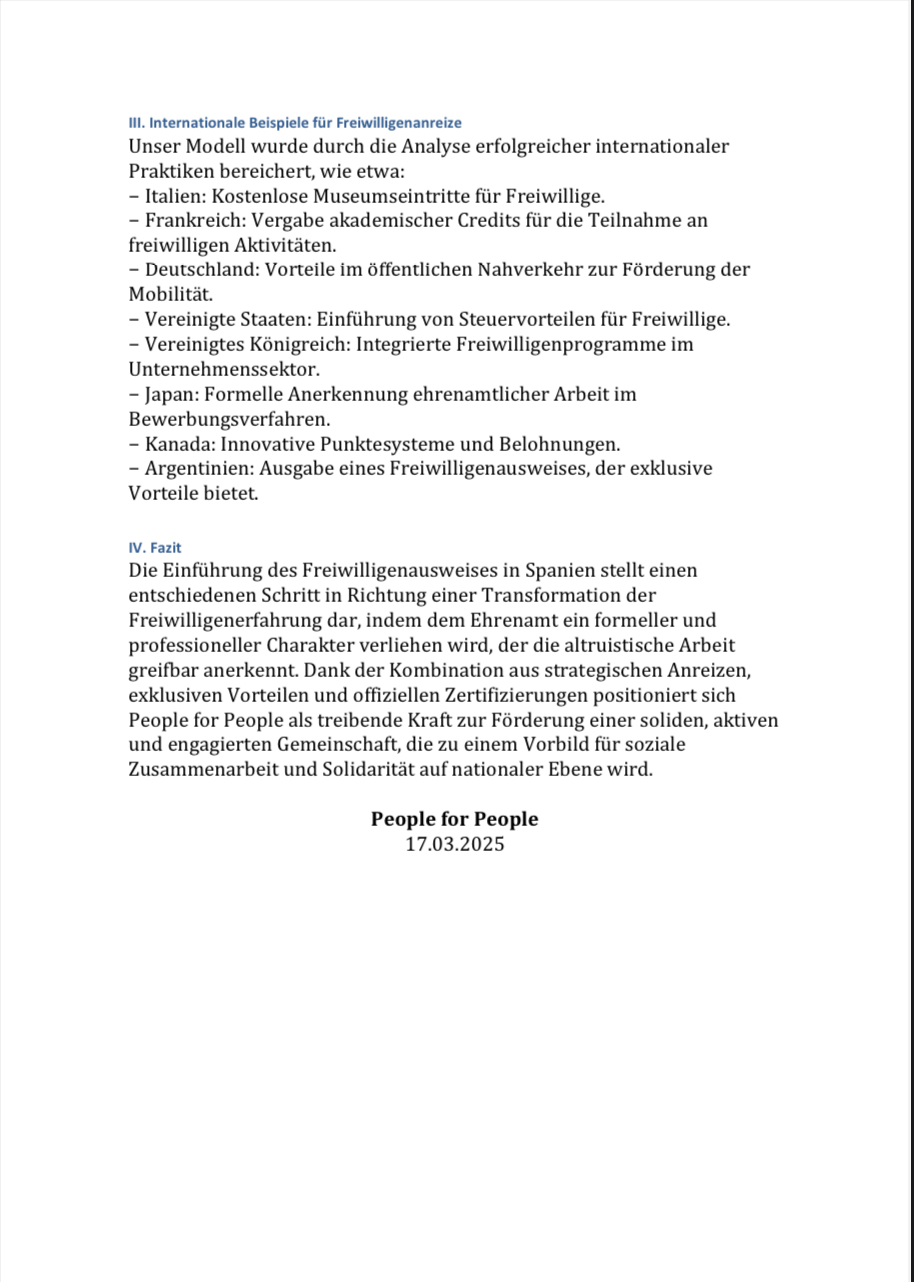 III. Internationale Beispiele für Freiwilligenanreize
Unser Modell wurde durch die Analyse erfolgreicher internationaler
Praktiken bereichert, wie etwa:
− Italien: Kostenlose Museumseintritte für Freiwillige.
− Frankreich: Vergabe akademischer Credits für die Teilnahme an
freiwilligen Aktivitäten.
− Deutschland: Vorteile im öffentlichen Nahverkehr zur Förderung der
Mobilität.
− Vereinigte Staaten: Einführung von Steuervorteilen für Freiwillige.
− Vereinigtes Königreich: Integrierte Freiwilligenprogramme im
Unternehmenssektor.
− Japan: Formelle Anerkennung ehrenamtlicher Arbeit im
Bewerbungsverfahren.
− Kanada: Innovative Punktesysteme und Belohnungen.
− Argentinien: Ausgabe eines Freiwilligenausweises, der exklusive
Vorteile bietet.
IV. Fazit
Die Einführung des Freiwilligenausweises in Spanien stellt einen
entschiedenen Schritt in Richtung einer Transformation der
Freiwilligenerfahrung dar, indem dem Ehrenamt ein formeller und
professioneller Charakter verliehen wird, der die altruistische Arbeit
greifbar anerkennt. Dank der Kombination aus strategischen Anreizen,
exklusiven Vorteilen und offiziellen Zertifizierungen positioniert sich
People for People als treibende Kraft zur Förderung einer soliden, aktiven
und engagierten Gemeinschaft, die zu einem Vorbild für soziale
Zusammenarbeit und Solidarität auf nationaler Ebene wird.
People for People
17.03.2025